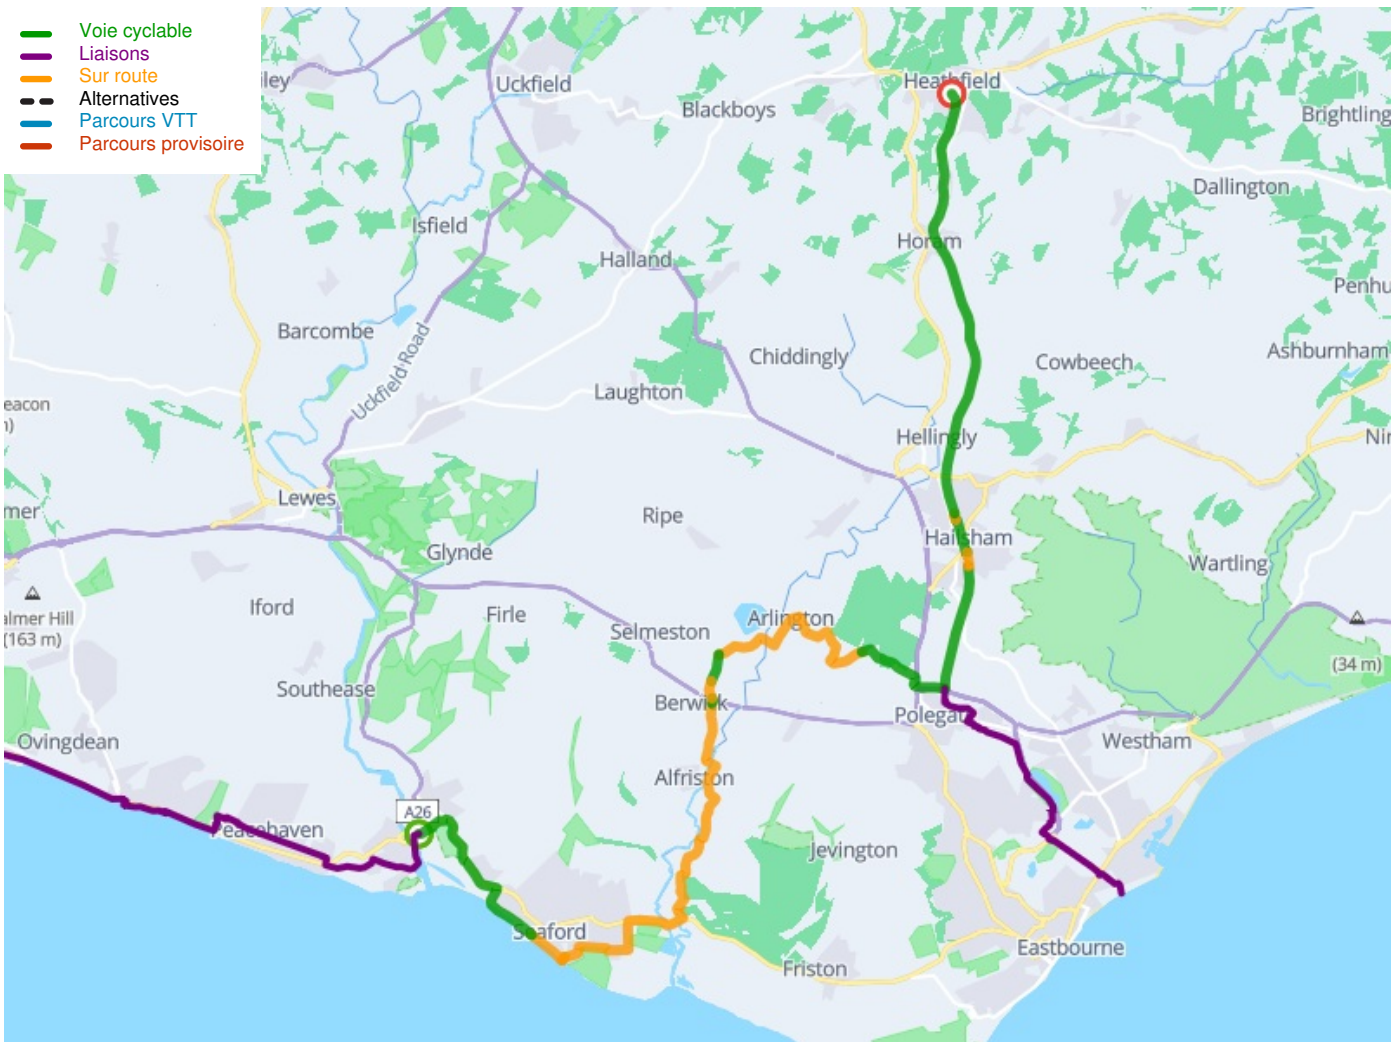 Voie cyclable
Liaisons
Sur route
Alternatives
Parcours VTT
Parcours provisoire
ley
Uckfield
Heathfield
Blackboys
Brightling
Dallington
Isfield
Horam
Halland
Penhu
Barcombe
Uckfield Road
Chiddingly
Cowbeech
Ashburnham
Laughton
eacon
n)
Hellingly
Nin
Lewes
mer
Ripe
Hailsham
Glynde
Wartling
almer Hill
(163 m)
Iford
Firle
Selmeston
Arlington
(34 m)
Southease
Berwick
Polegat
Ovingdean
Westham
Alfriston
A26
Peacehaven
Jevington
Seaford
Eastbourne
Friston